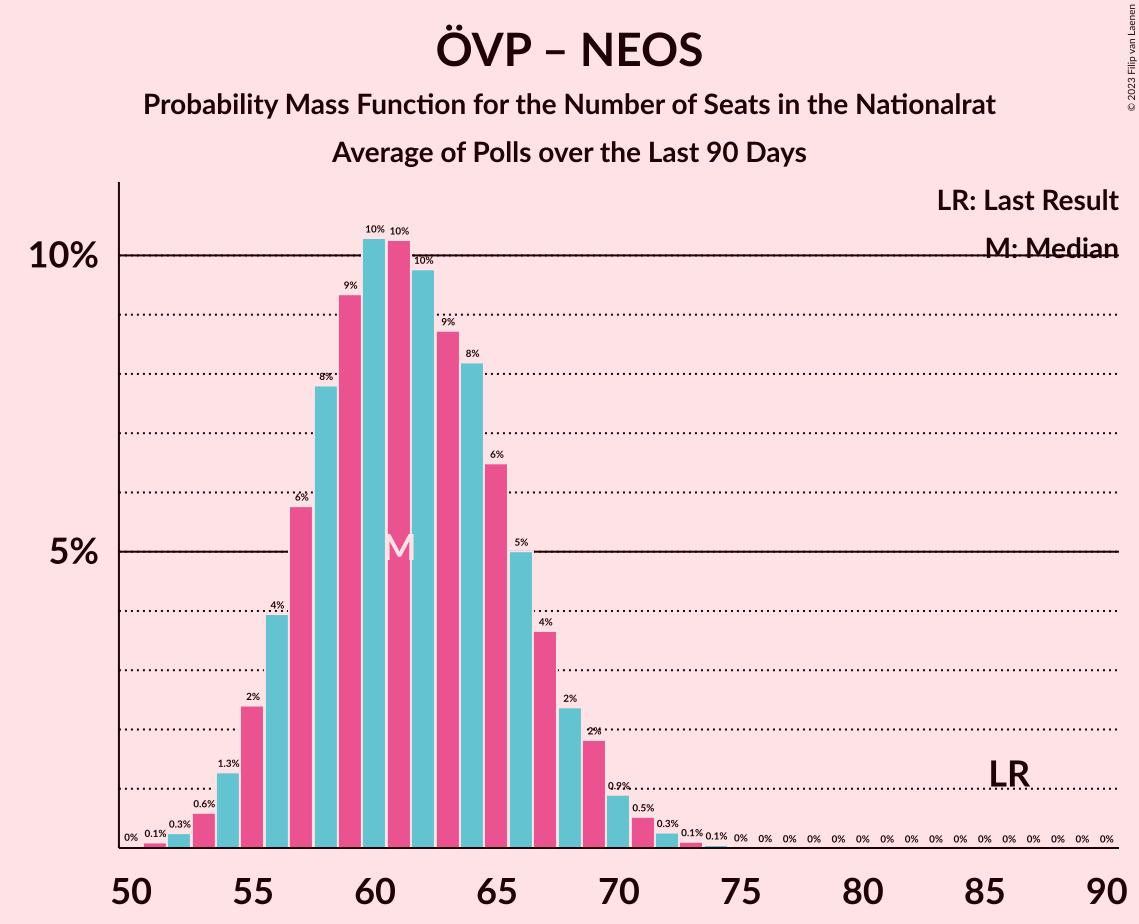 ÖVP – NEOS
Probability Mass Function for the Number of Seats in the Nationalrat
Average of Polls over the Last 90 Days
© 2023 Filip van Laenen
LR: Last Result
M: Median
10%
5%
0% 0.1% 0.3% 0.6% 1.3% 2% 4% 6% 8% 9% 10% 10% 10% 9% 8% 6% 5% 4% 2% 2% 0.9% 0.5% 0.3% 0.1% 0.1% 0% 0% 0% 0% 0% 0% 0% 0% 0% 0% 0% 0% 0% 0% 0% 0%
M
LR
50 55 60 65 70 75 80 85 90